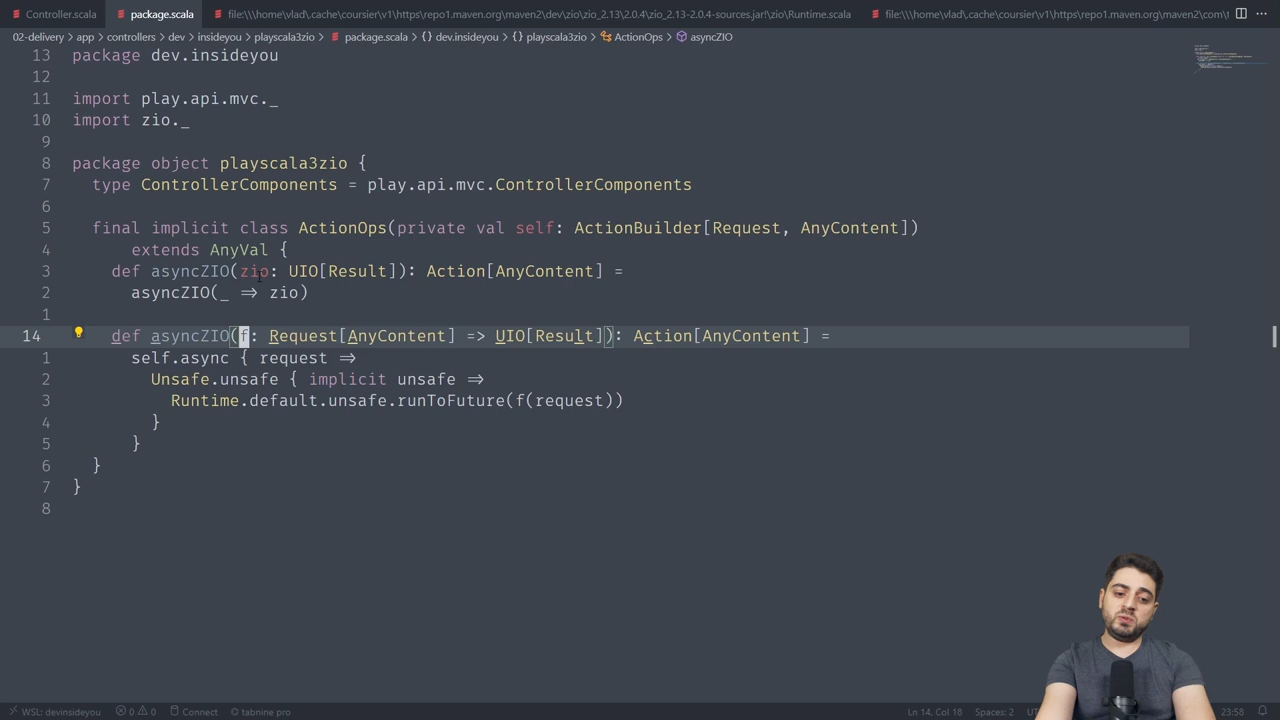 Controller.scala
package.scala
file:\\\home\vlad\.cache\coursier\v1\https\repo1.maven.org\maven2\dev\zio\zio_2.13\2.0.4\zio_2.13-2.0.4-sources.jar!\zio\Runtime.scala
file:\\\home\vlad\.cache\coursier\v1\https\repo1.maven.org\maven2\com\t
02-delivery > app > controllers > dev > insideyou > playscala3zio > package.scala > {} dev.insideyou > {} playscala3zio > ActionOps > asyncZIO
13 package dev.insideyou
12
11 import play.api.mvc._
10 import zio._
9
8 package object playscala3zio {
7 type ControllerComponents = play.api.mvc.ControllerComponents
6
5 final implicit class ActionOps(private val self: ActionBuilder[Request, AnyContent])
4 extends AnyVal {
3 def asyncZIO(zio: UIO[Result]): Action[AnyContent] =
2 asyncZIO(_ => zio)
1
14 def asyncZIO(f: Request[AnyContent] => UIO[Result]): Action[AnyContent] =
1 self.async { request =>
2 Unsafe.unsafe { implicit unsafe =>
3 Runtime.default.unsafe.runToFuture(f(request))
4 }
5 }
6 }
7 }
8
WSL: devinsideyou 0 0 Connect tabnine pro Ln 14, Col 18 Spaces: 2 23:58